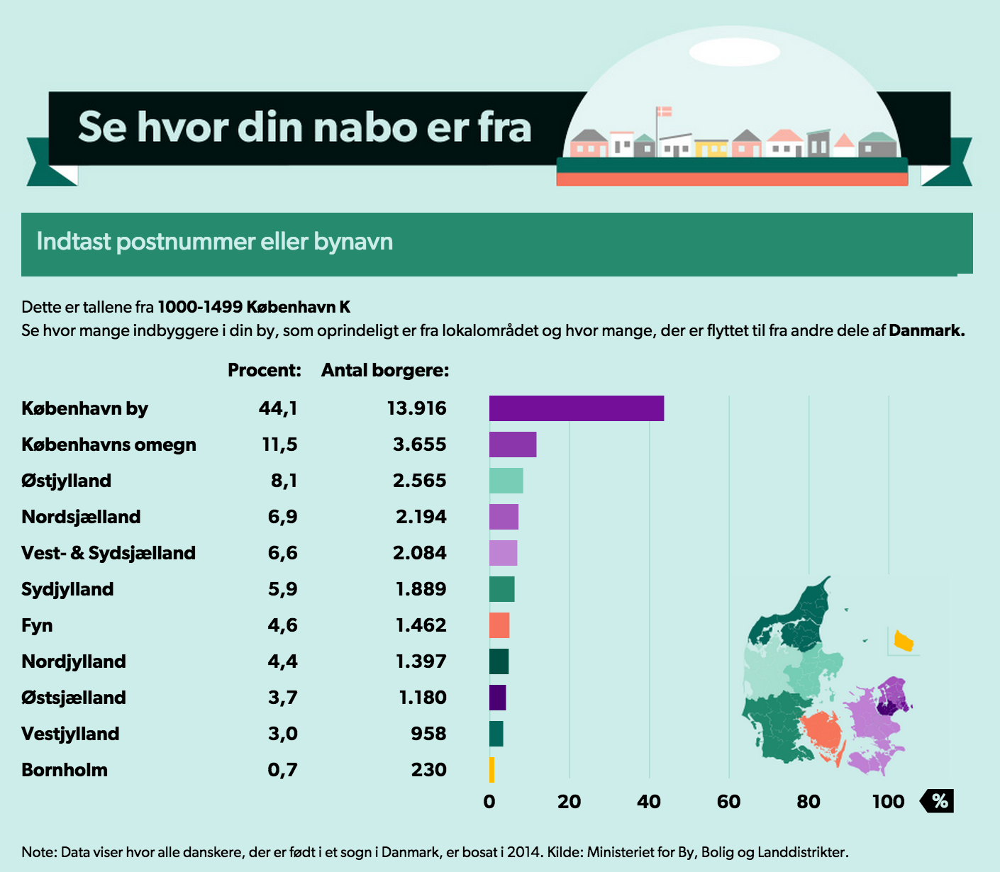 Se hvor din nabo er fra
Indtast postnummer eller bynavn
Dette er tallene fra 1000-1499 København K
Se hvor mange indbyggere i din by, som oprindeligt er fra lokalområdet og hvor mange, der er flyttet til fra andre dele af Danmark.
Procent: Antal borgere:
København by 44,1 13.916
Københavns omegn 11,5 3.655
Østjylland 8,1 2.565
Nordsjælland 6,9 2.194
Vest- & Sydsjælland 6,6 2.084
Sydjylland 5,9 1.889
Fyn 4,6 1.462
Nordjylland 4,4 1.397
Østsjælland 3,7 1.180
Vestjylland 3,0 958
Bornholm 0,7 230
0 20 40 60 80 100 %
Note: Data viser hvor alle danskere, der er født i et sogn i Danmark, er bosat i 2014. Kilde: Ministeriet for By, Bolig og Landdistrikter.